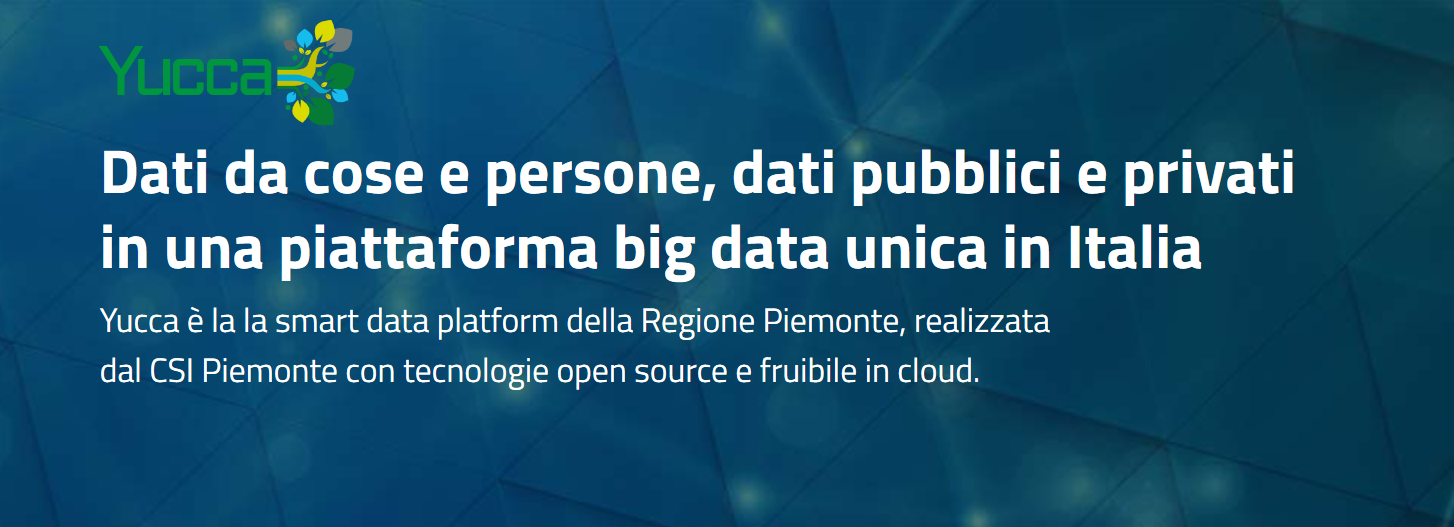 Yucca
Dati da cose e persone, dati pubblici e privati
in una piattaforma big data unica in Italia
Yucca è la la smart data platform della Regione Piemonte, realizzata
dal CSI Piemonte con tecnologie open source e fruibile in cloud.